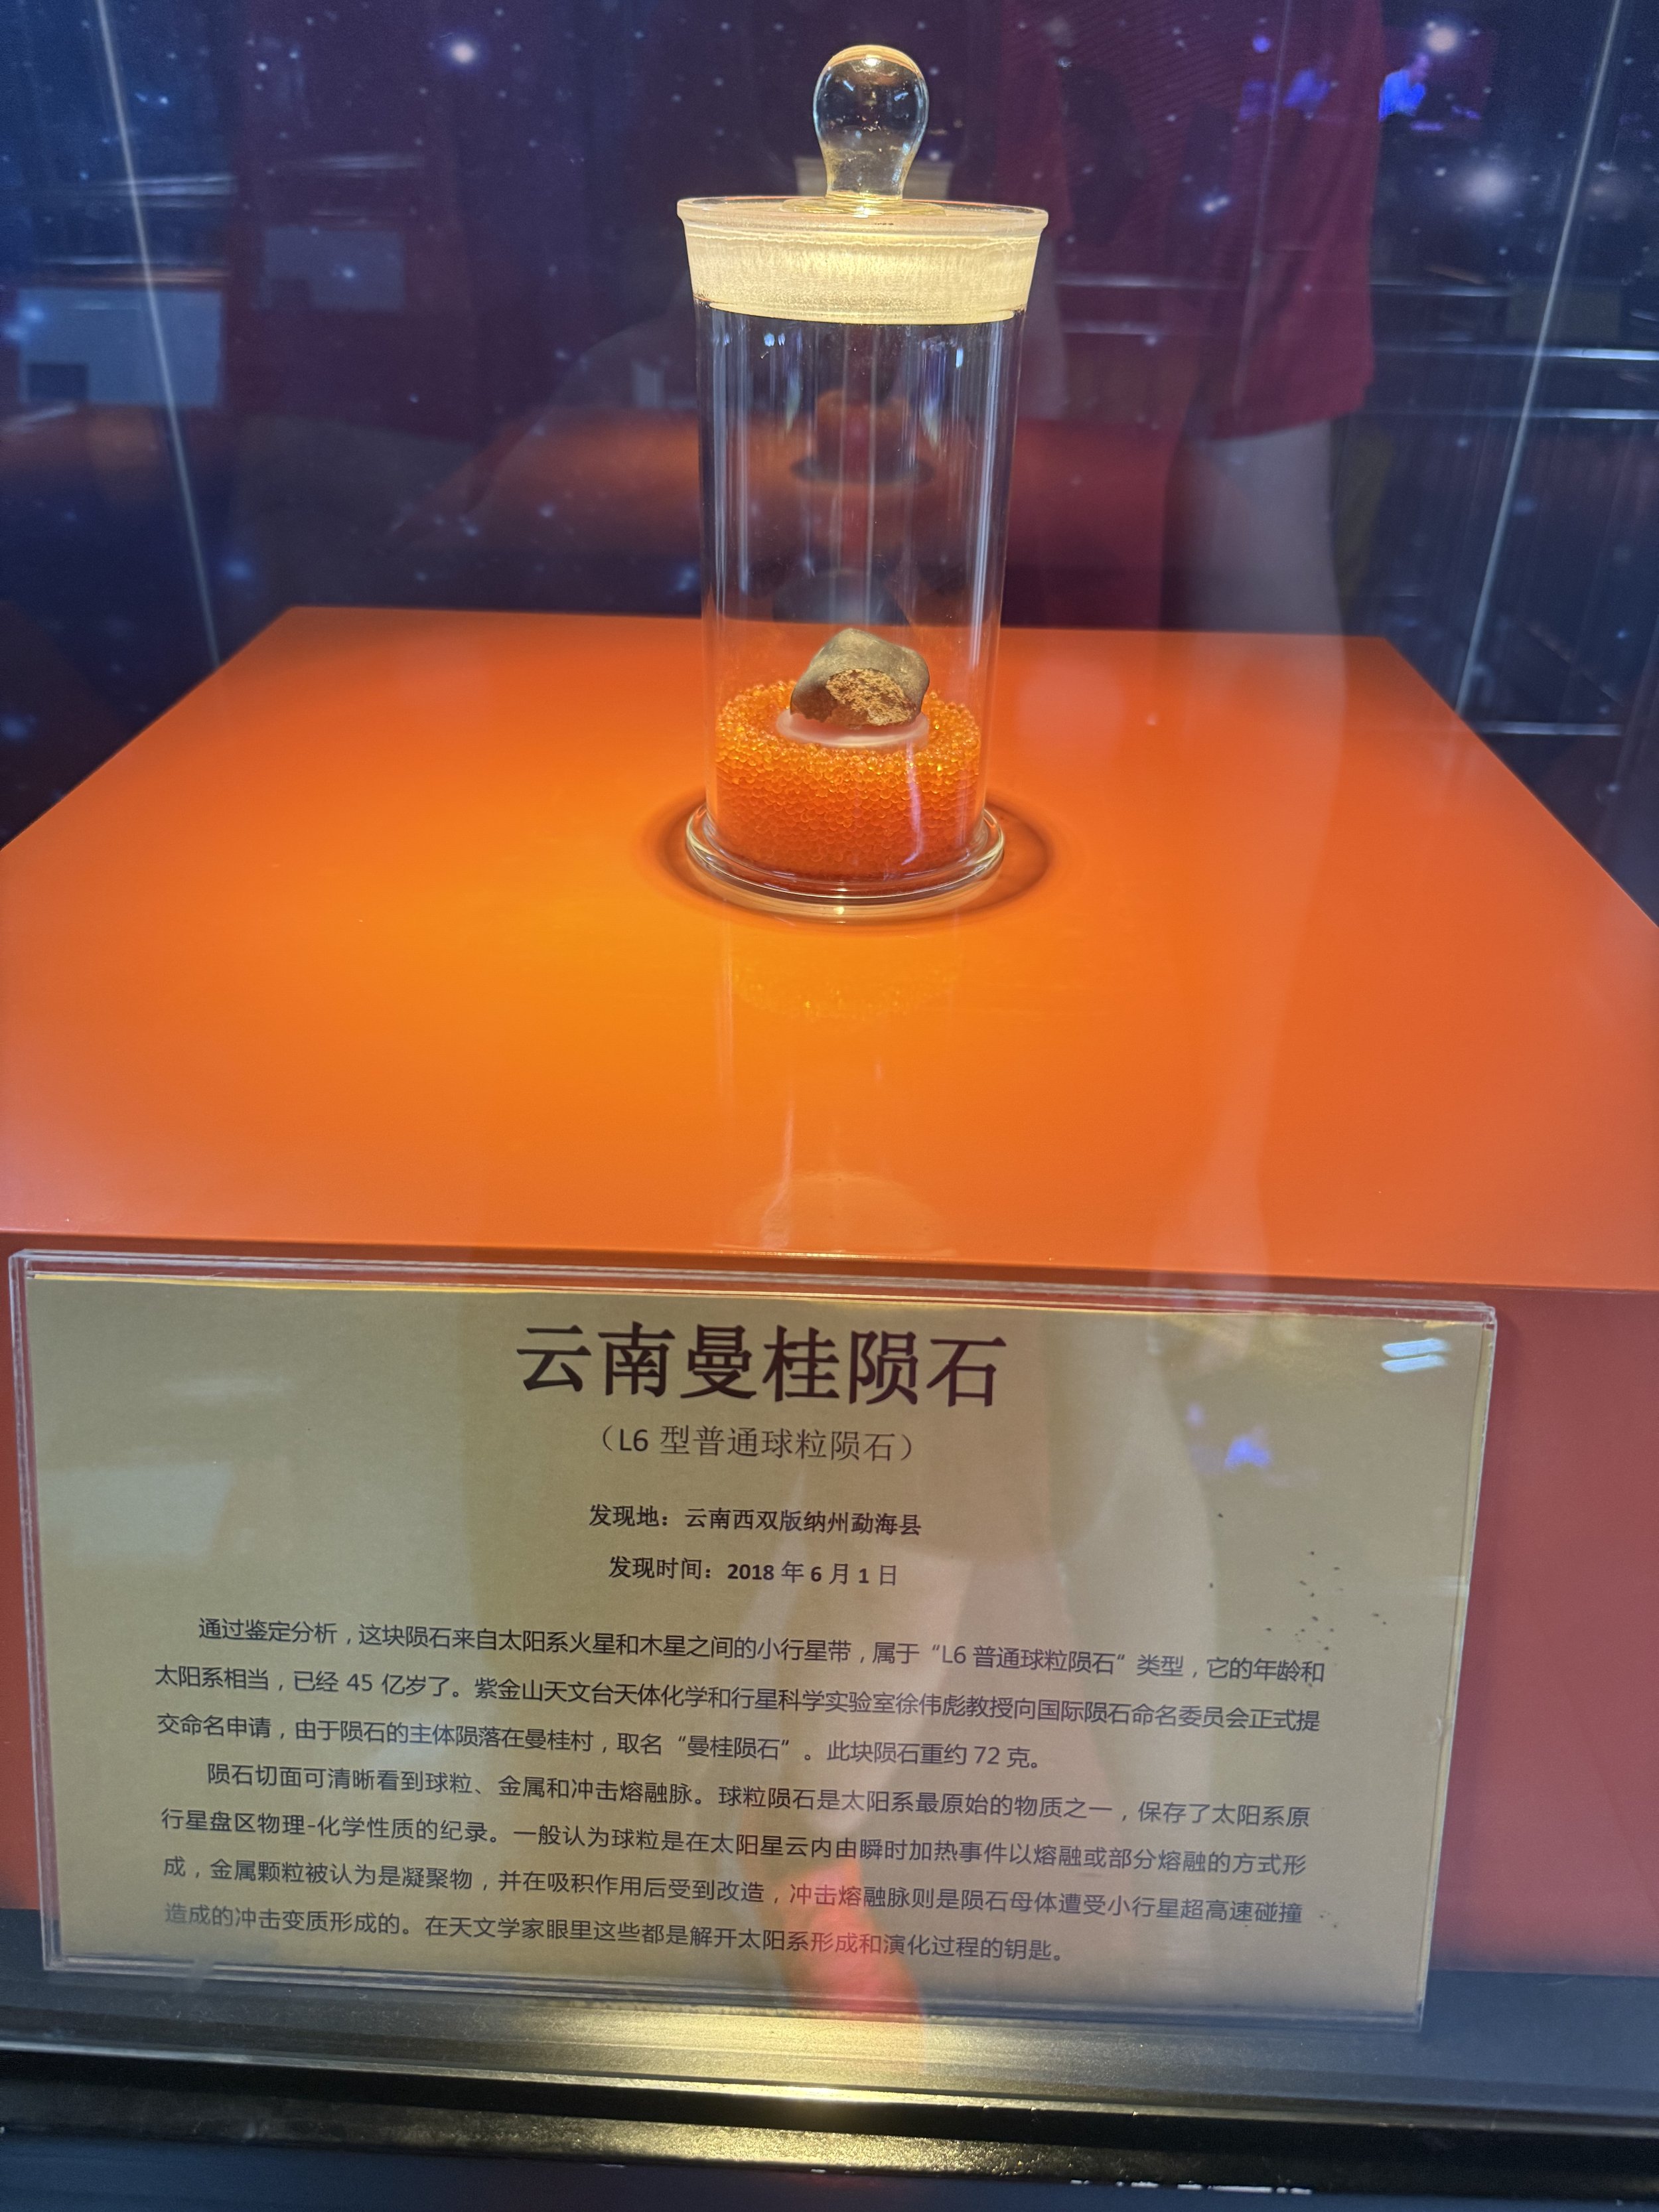 云南曼桂陨石
（L6 型普通球粒陨石）
发现地：云南西双版纳州勐海县
发现时间：2018 年 6 月 1 日
通过鉴定分析，这块陨石来自太阳系火星和木星之间的小行星带，属于“L6 普通球粒陨石”类型，它的年龄和
太阳系相当，已经 45 亿岁了。紫金山天文台天体化学和行星科学实验室徐伟彪教授向国际陨石命名委员会正式提
交命名申请，由于陨石的主体陨落在曼桂村，取名“曼桂陨石”。此块陨石重约 72 克。
陨石切面可清晰看到球粒、金属和冲击熔融脉。球粒陨石是太阳系最原始的物质之一，保存了太阳系原
行星盘区物理-化学性质的纪录。一般认为球粒是在太阳星云内由瞬时加热事件以熔融或部分熔融的方式形
成，金属颗粒被认为是凝聚物，并在吸积作用后受到改造，冲击熔融脉则是陨石母体遭受小行星超高速碰撞
造成的冲击变质形成的。在天文学家眼里这些都是解开太阳系形成和演化过程的钥匙。